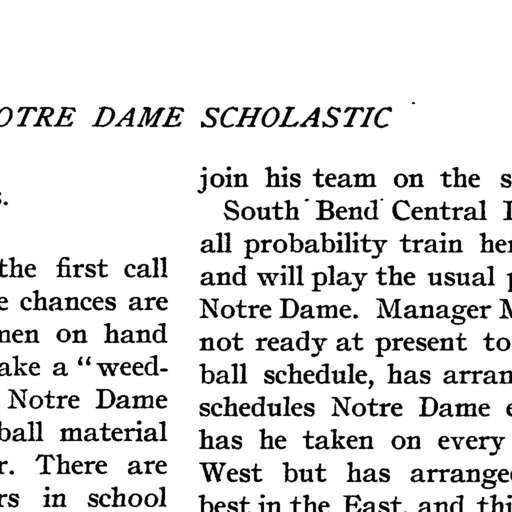 OTRE DAME SCHOLASTIC
s.
the first call
e chances are
men on hand
ake a "weed-
Notre Dame
ball material
r. There are
rs in school
join his team on the s
South Bend Central
all probability train her
and will play the usual
Notre Dame. Manager M
not ready at present to
ball schedule, has arran
schedules Notre Dame e
has he taken on every
West but has arrange
best in the East, and thi